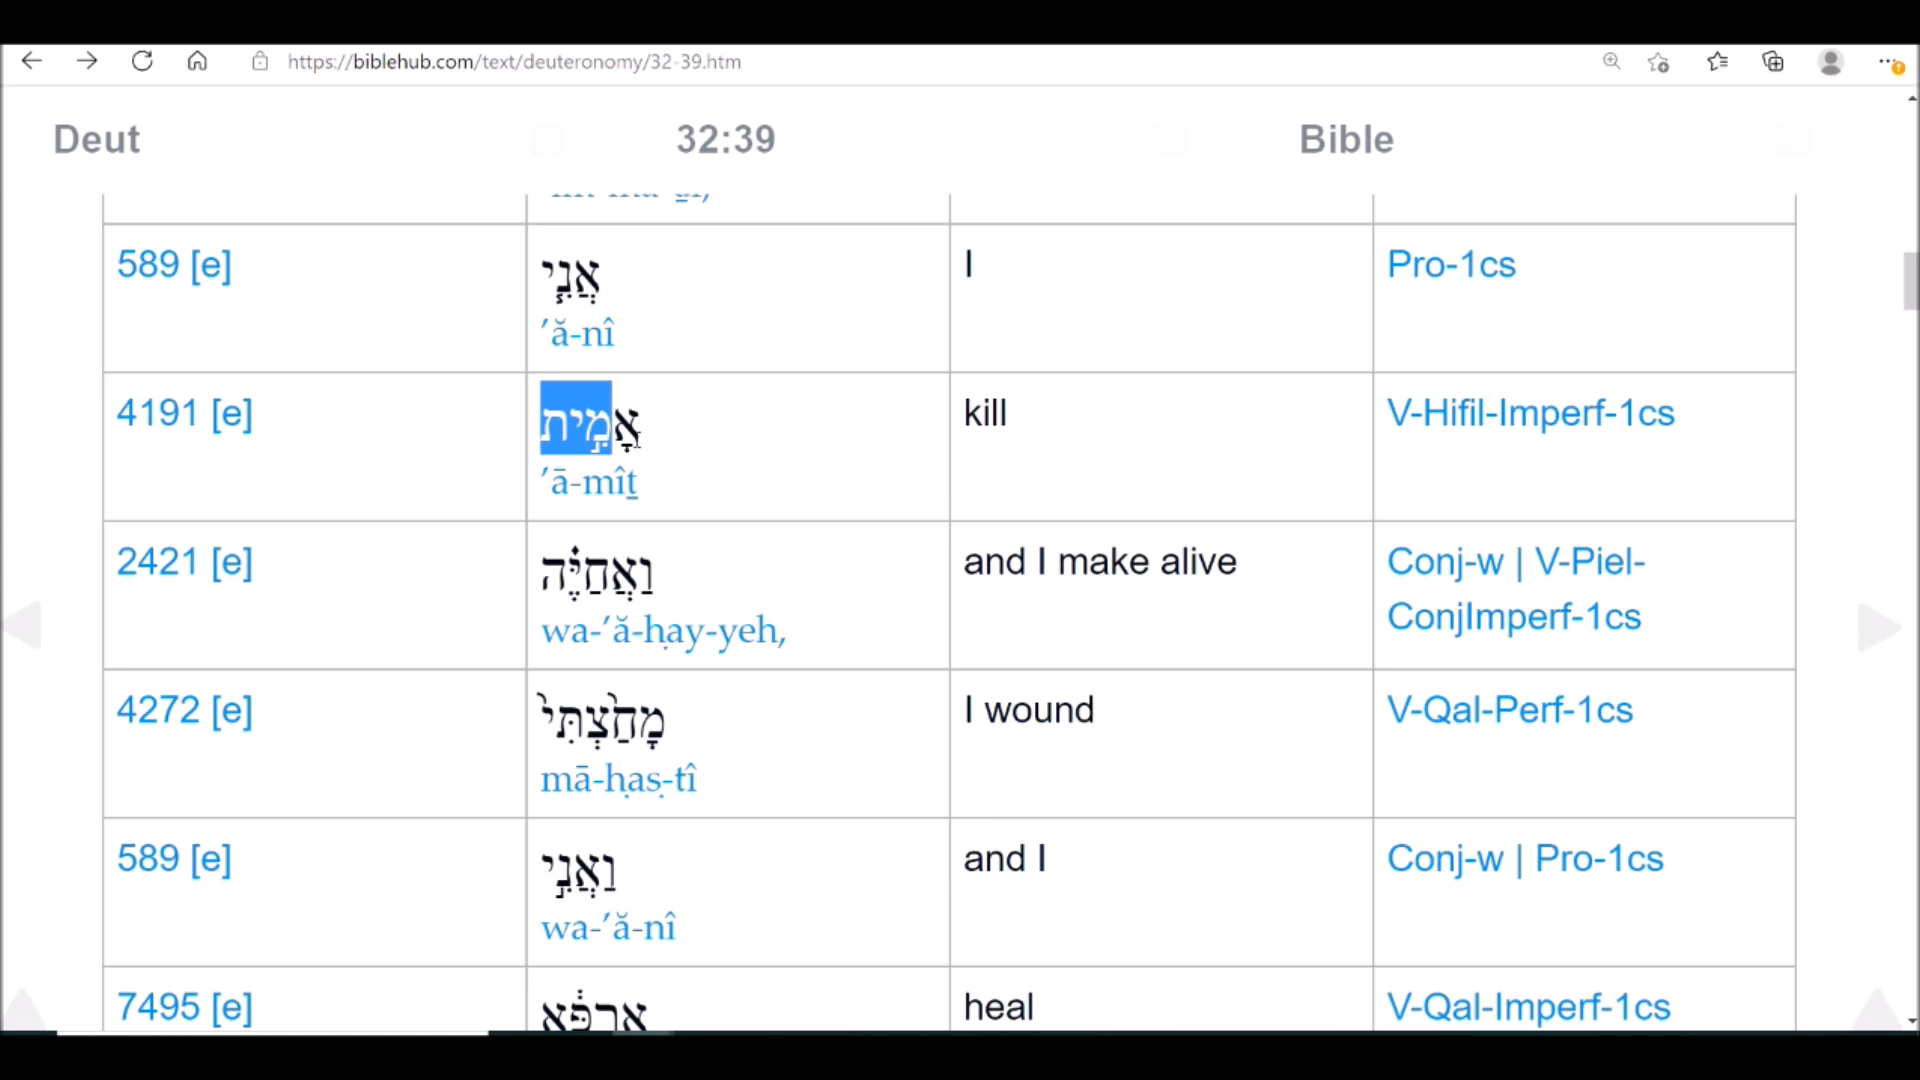 https://biblehub.com/text/deuteronomy/32-39.htm
Deut 32:39 Bible
589 [e] אֲנִ֧י I Pro-1cs
’ă-nî
4191 [e] אָמִ֣ית kill V-Hifil-Imperf-1cs
’ā-mîṯ
2421 [e] וַאֲחַיֶּ֗ה and I make alive Conj-w | V-Piel-
wa-’ă-ḥay-yeh, ConjImperf-1cs
4272 [e] מָחַ֙צְתִּי֙ I wound V-Qal-Perf-1cs
mā-ḥaṣ-tî
589 [e] וַאֲנִ֣י and I Conj-w | Pro-1cs
wa-’ă-nî
7495 [e] heal V-Qal-Imperf-1cs